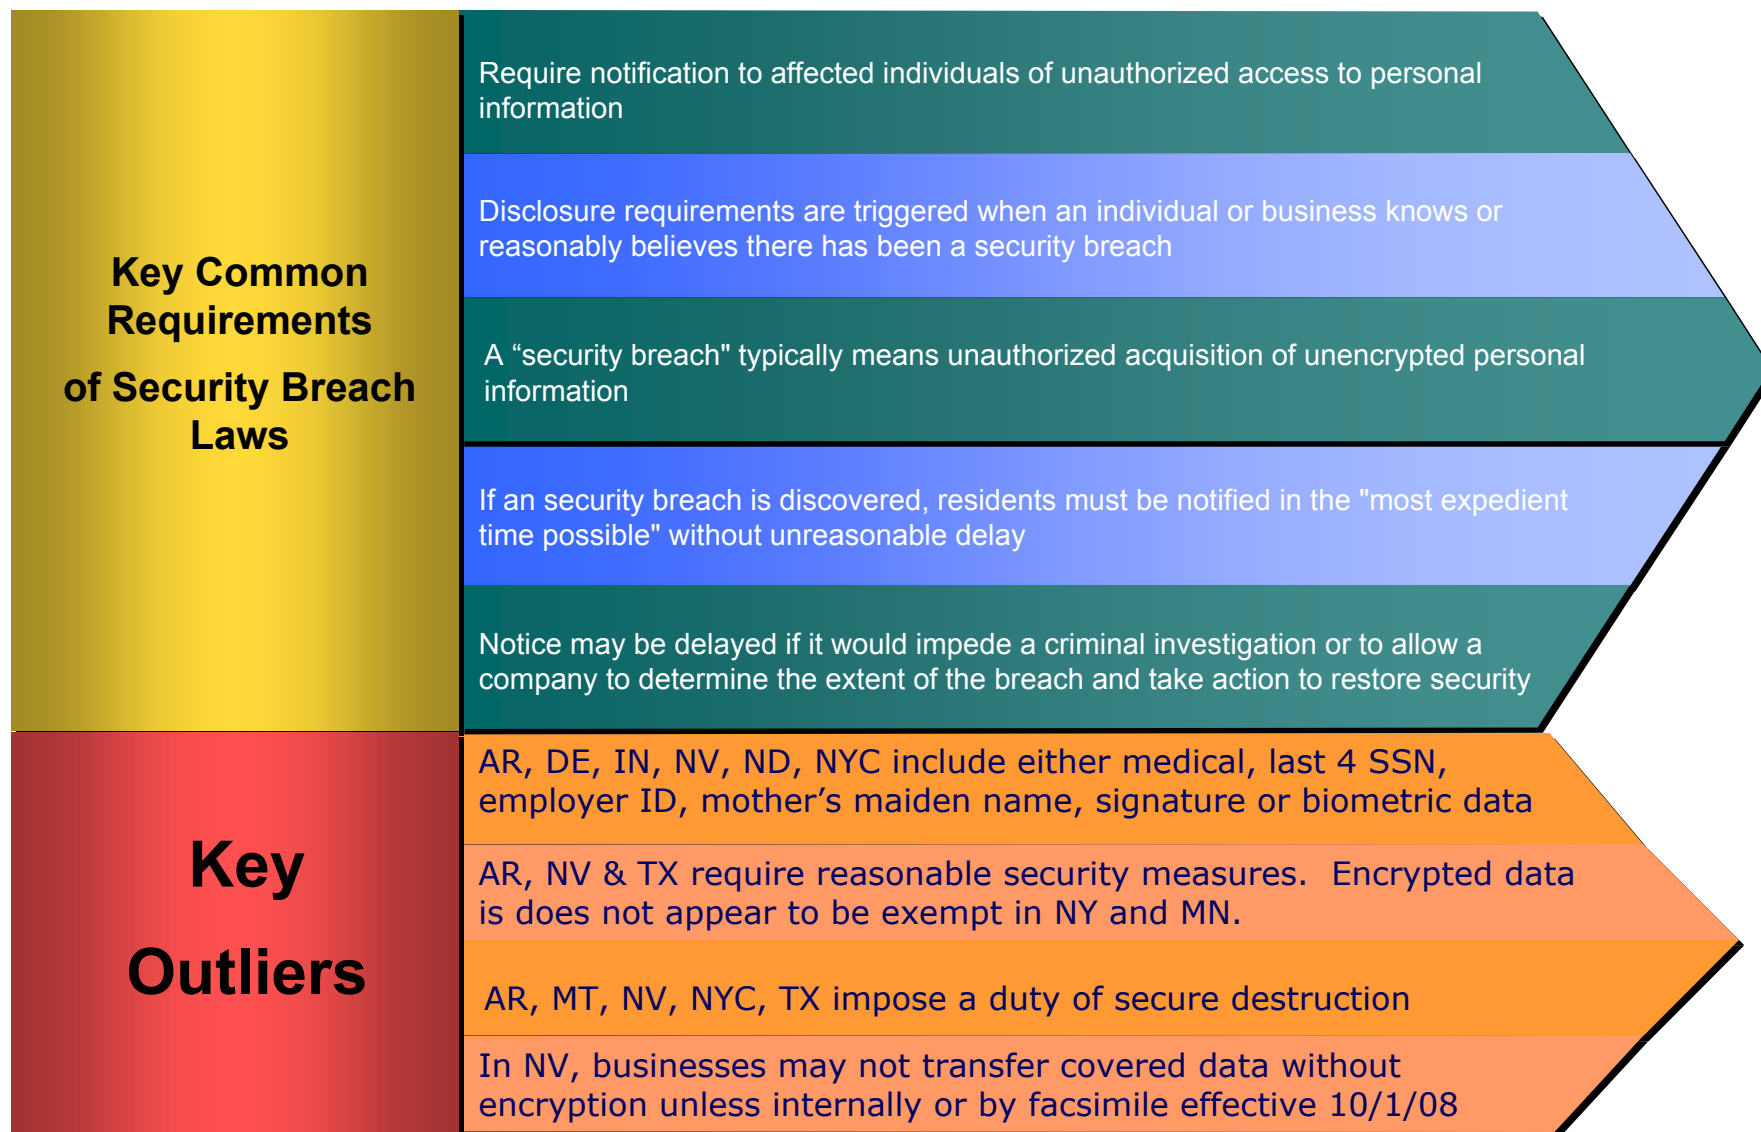 Key Common
Requirements
of Security Breach
Laws
Require notification to affected individuals of unauthorized access to personal
information
Disclosure requirements are triggered when an individual or business knows or
reasonably believes there has been a security breach
A “security breach" typically means unauthorized acquisition of unencrypted personal
information
If an security breach is discovered, residents must be notified in the "most expedient
time possible" without unreasonable delay
Notice may be delayed if it would impede a criminal investigation or to allow a
company to determine the extent of the breach and take action to restore security
Key
Outliers
AR, DE, IN, NV, ND, NYC include either medical, last 4 SSN,
employer ID, mother’s maiden name, signature or biometric data
AR, NV & TX require reasonable security measures.  Encrypted data
is does not appear to be exempt in NY and MN.
AR, MT, NV, NYC, TX impose a duty of secure destruction
In NV, businesses may not transfer covered data without
encryption unless internally or by facsimile effective 10/1/08